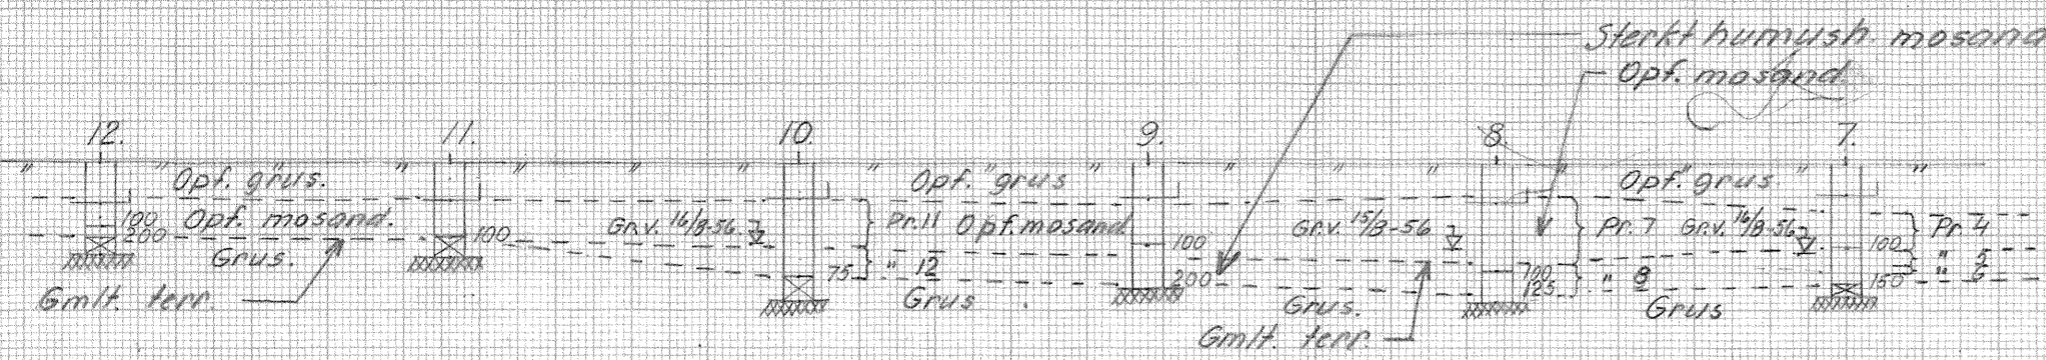 Sterkt humush. mosand
Opf. mosand.
12. 11. 10. 9. 8. 7.
Opf. grus. Opf. grus Opf. grus
100 Opf. mosand. Gr.v. 16/8-56 Pr. 11 Opf. mosand Gr.v. 15/8-56 Pr. 7 Gr.v. 16/8-56 Pr. 4
200 100 100 100 " 5
Grus. 75 " 12 200 100 " 8 150 " 6
125
Gmlt. terr. Grus Grus. Grus
Gmlt. terr.